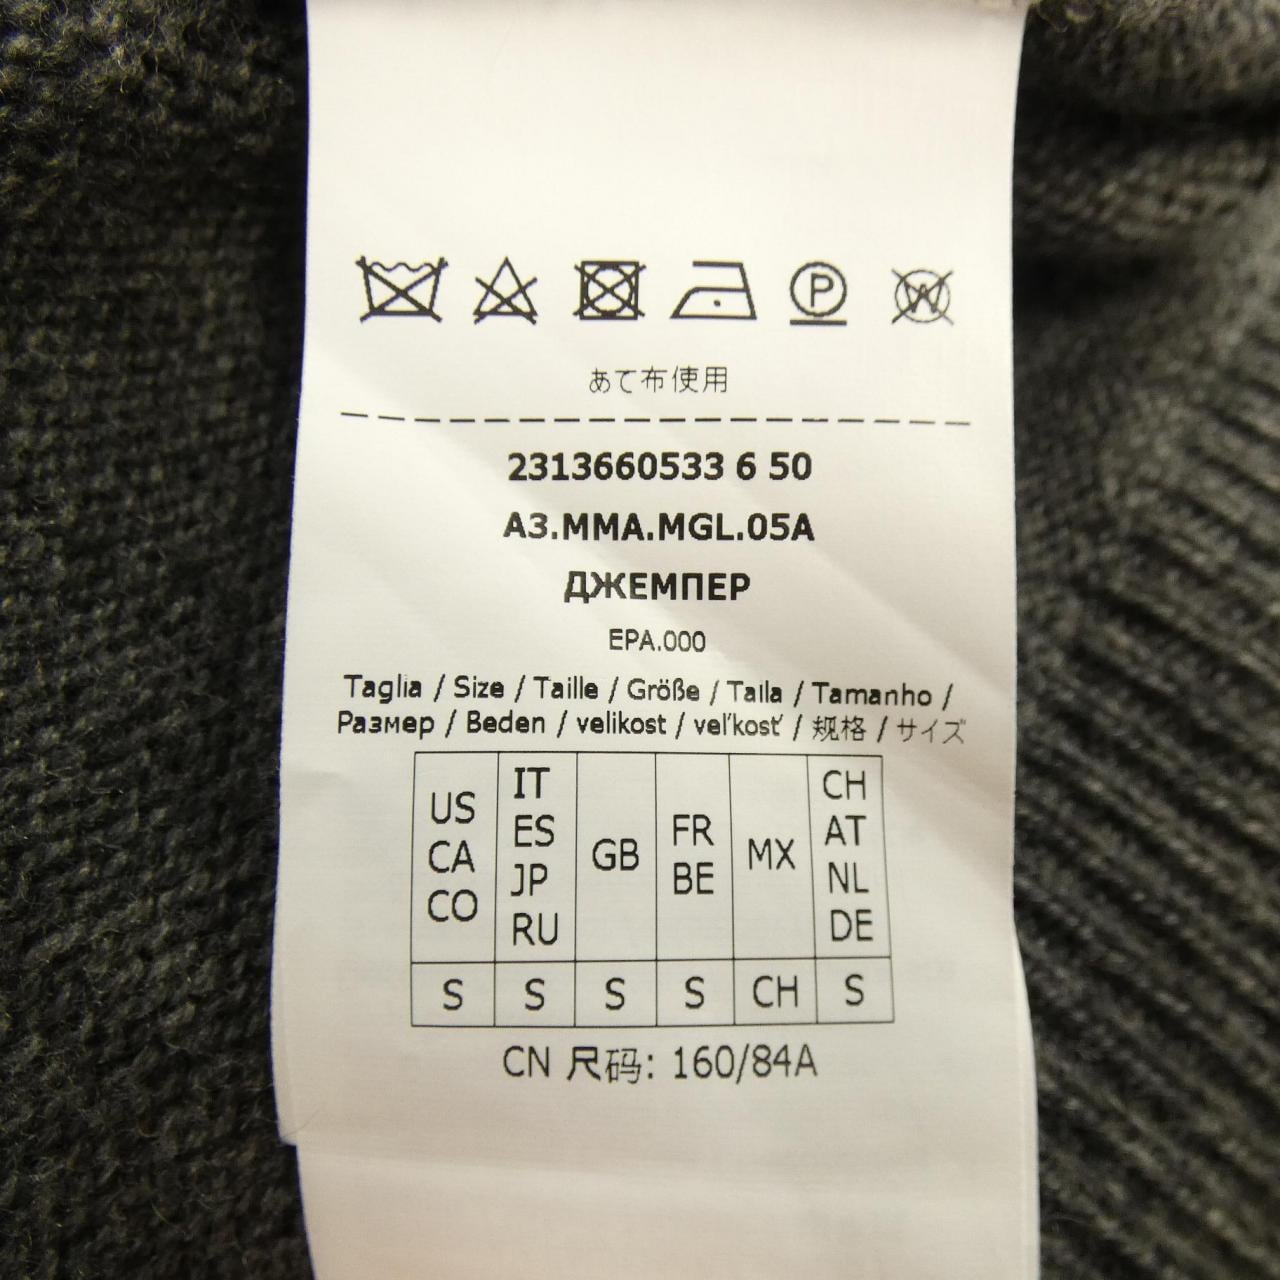 P W
あて布使用
2313660533 6 50
A3.MMA.MGL.05A
ДЖЕМПЕР
EPA.000
Taglia / Size / Taille / Größe / Talla / Tamanho /
Размер / Beden / velikost / veľkosť / 规格 / サイズ
US CA CO IT ES JP RU GB FR BE MX CH AT NL DE
S S S S CH S
CN 尺码: 160/84A